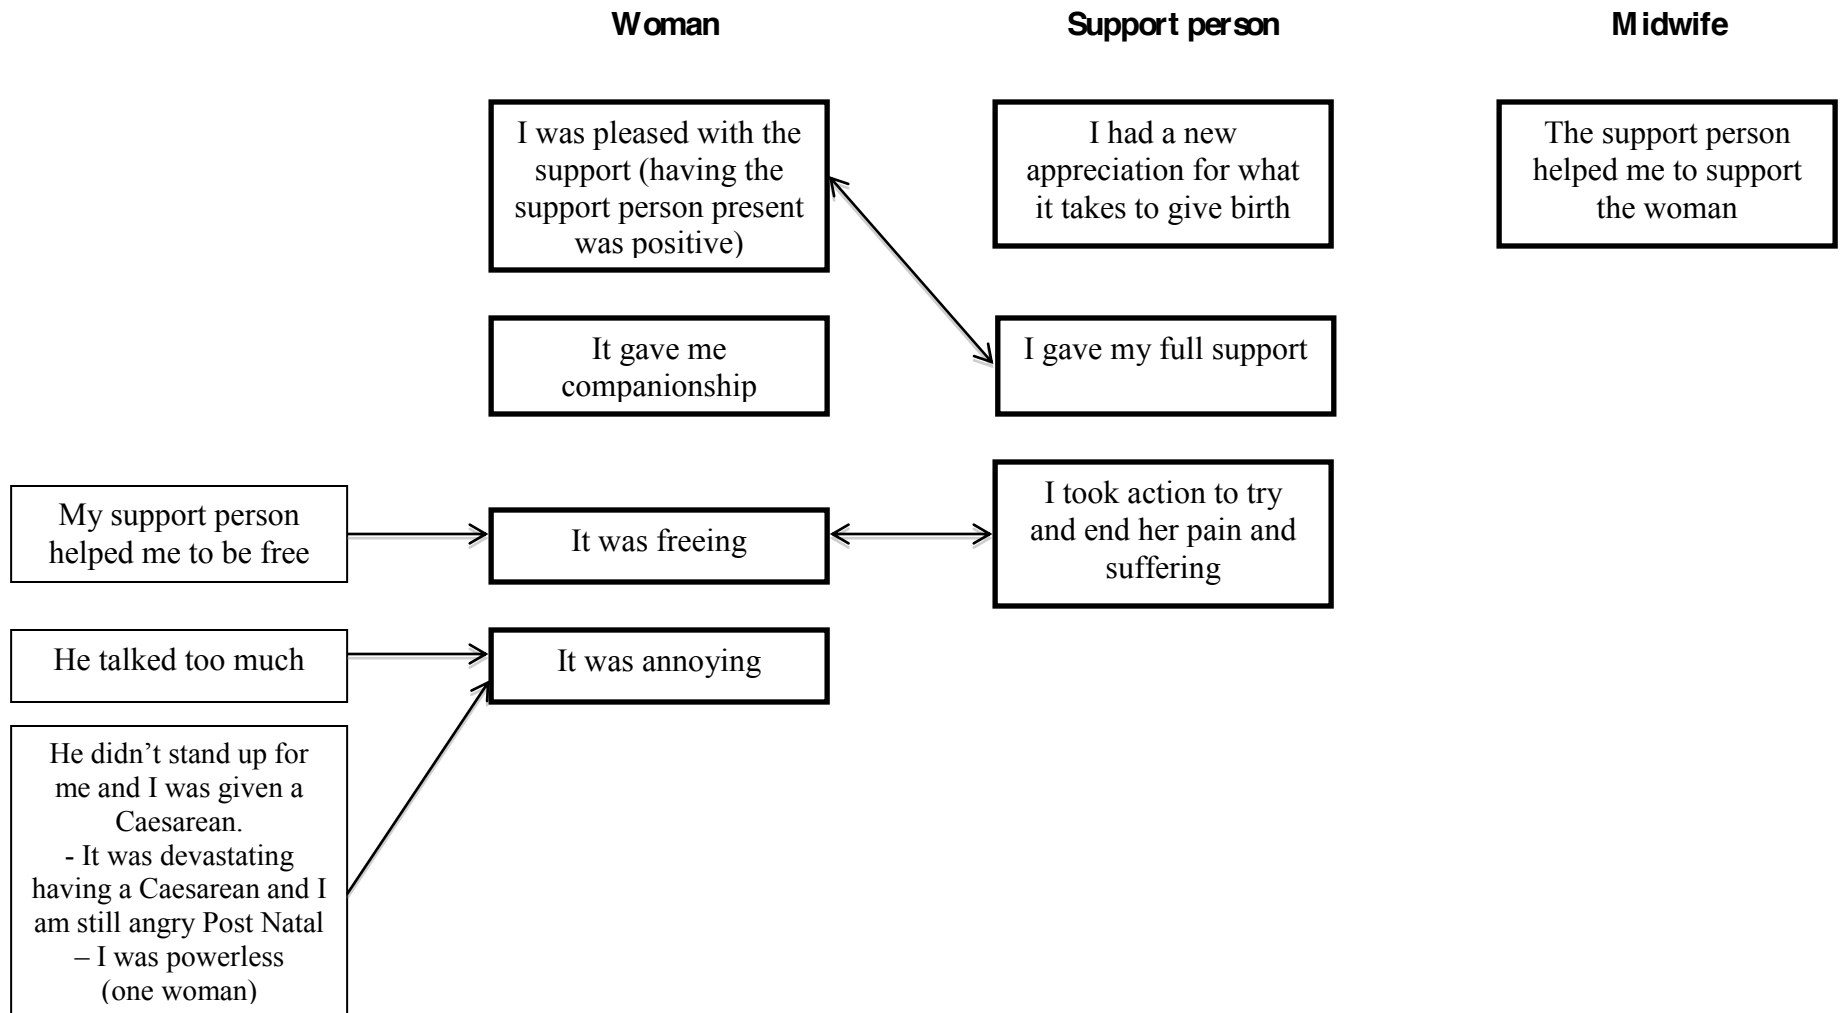 Woman
Support person
Midwife
I was pleased with the
support (having the
support person present
was positive)
I had a new
appreciation for what
it takes to give birth
The support person
helped me to support
the woman
It gave me
companionship
I gave my full support
My support person
helped me to be free
It was freeing
I took action to try
and end her pain and
suffering
He talked too much
It was annoying
He didn’t stand up for
me and I was given a
Caesarean.
- It was devastating
having a Caesarean and I
am still angry Post Natal
– I was powerless
(one woman)